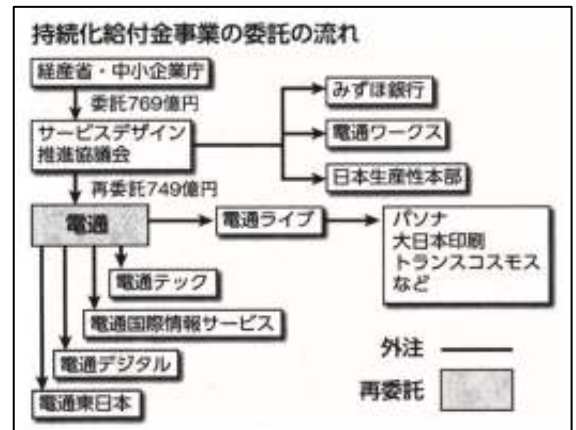 持続化給付金事業の委託の流れ
経産省・中小企業庁
委託769億円
サービスデザイン
推進協議会
みずほ銀行
電通ワークス
日本生産性本部
再委託749億円
電通
電通ライブ
パソナ
大日本印刷
トランスコスモス
など
電通テック
電通国際情報サービス
電通デジタル
電通東日本
外注
再委託